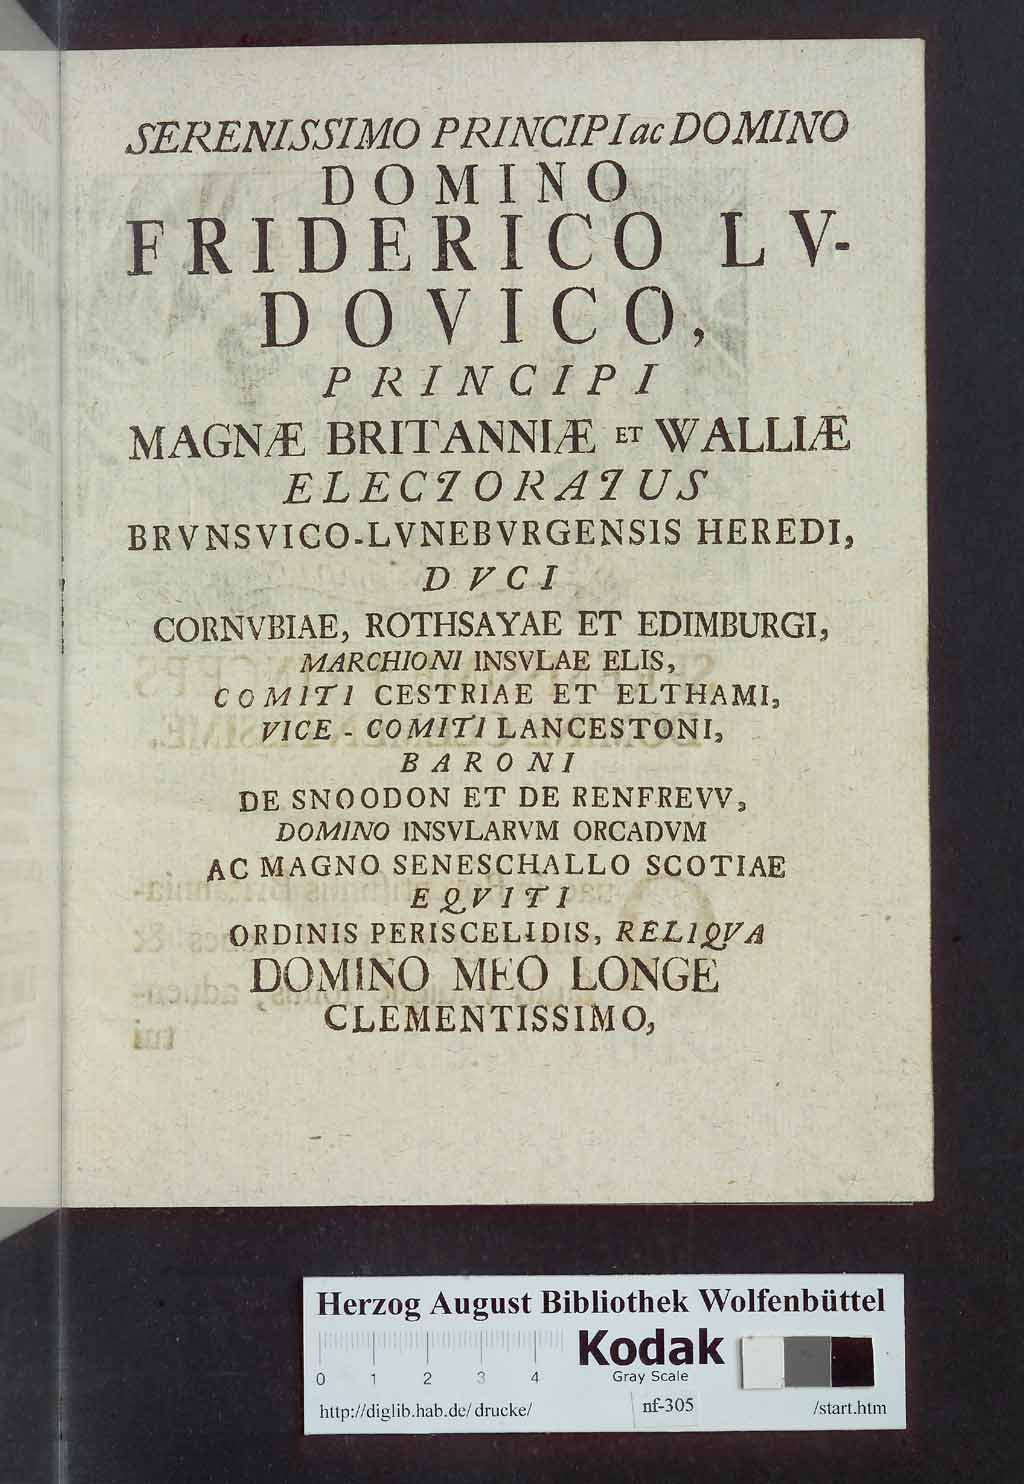 SERENISSIMO PRINCIPI ac DOMINO
DOMINO
FRIDERICO LV-
DOVICO,
PRINCIPI
MAGNÆ BRITANNIÆ ET WALLIÆ
ELECTORATUS
BRVNSVICO-LVNEBVRGENSIS HEREDI,
DVCI
CORNVBIAE, ROTHSAYAE ET EDIMBURGI,
MARCHIONI INSVLAE ELIS,
COMITI CESTRIAE ET ELTHAMI,
VICE - COMITI LANCESTONI,
BARONI
DE SNOODON ET DE RENFREVV,
DOMINO INSVLARVM ORCADVM
AC MAGNO SENESCHALLO SCOTIAE
EQVITI
ORDINIS PERISCELIDIS, RELIQVA
DOMINO MEO LONGE
CLEMENTISSIMO,
Herzog August Bibliothek Wolfenbüttel
Kodak
Gray Scale
0 1 2 3 4
http://diglib.hab.de/drucke/ nf-305 /start.htm